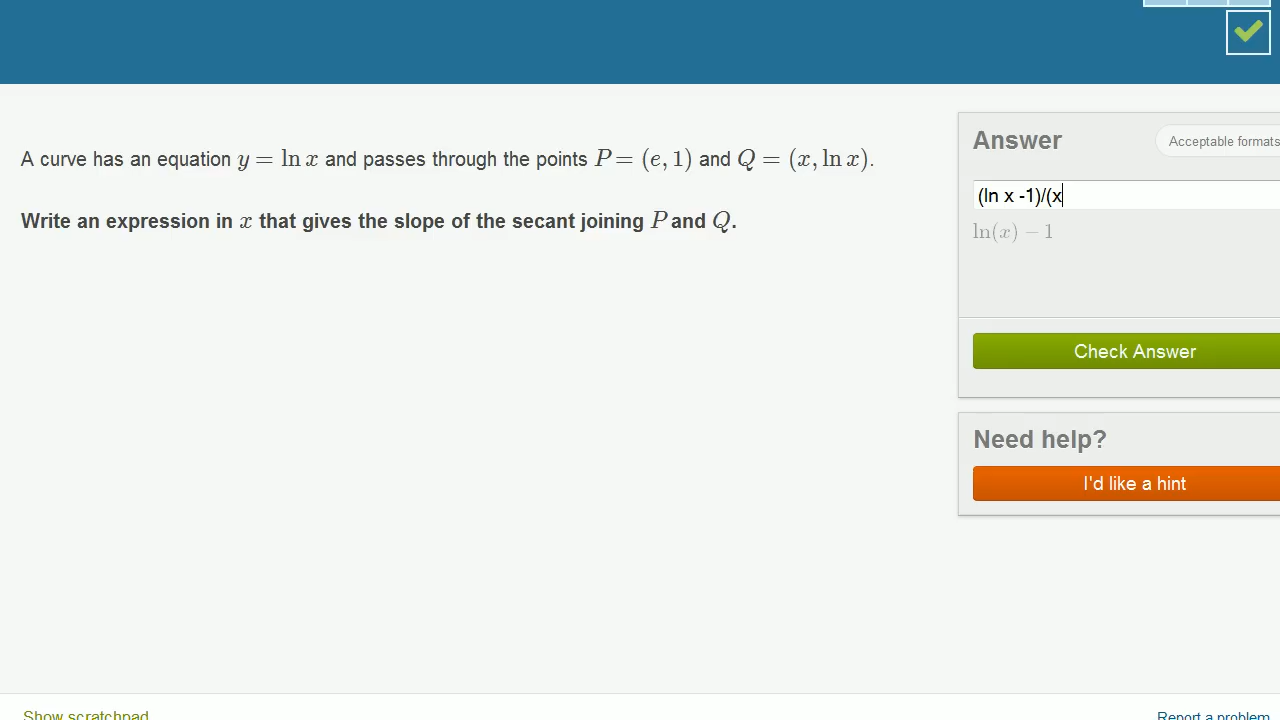 A curve has an equation y = ln x and passes through the points P = (e, 1) and Q = (x, ln x).
Write an expression in x that gives the slope of the secant joining P and Q.
Answer
Acceptable formats
(ln x -1)/(x
ln(x) − 1
Check Answer
Need help?
I'd like a hint
Show scratchpad
Report a problem